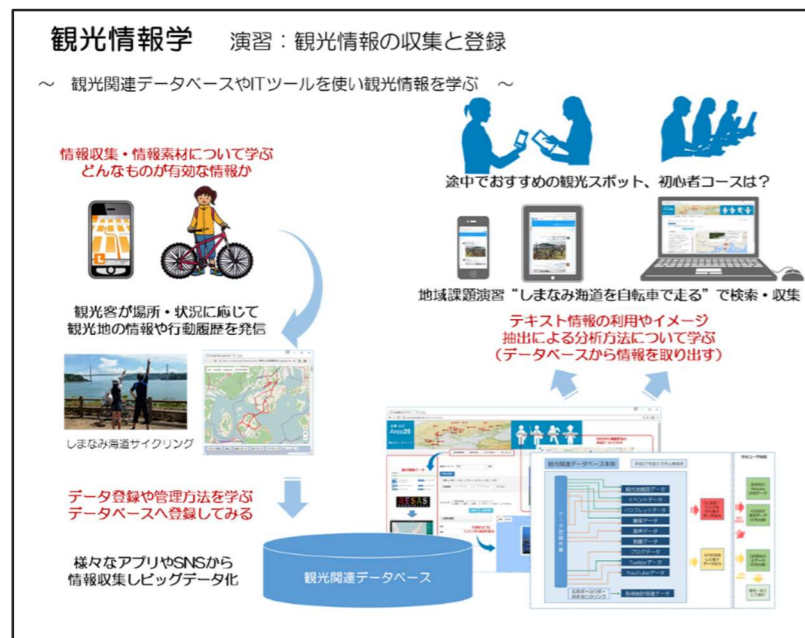 観光情報学 演習：観光情報の収集と登録
～ 観光関連データベースやITツールを使い観光情報を学ぶ ～
情報収集・情報素材について学ぶ
どんなものが有効な情報か
観光客が場所・状況に応じて
観光地の情報や行動履歴を発信
しまなみ海道サイクリング
データ登録や管理方法を学ぶ
データベースへ登録してみる
様々なアプリやSNSから
情報収集しビッグデータ化
観光関連データベース
途中でおすすめの観光スポット、初心者コースは？
地域課題演習“しまなみ海道を自転車で走る”で検索・収集
テキスト情報の利用やイメージ
抽出による分析方法について学ぶ
（データベースから情報を取り出す）
RESAS
観光関連データベース本体
イベントデータ
パンフレットデータ
音声データ
動画データ
ブログデータ
Twitterデータ
YouTubeデータ